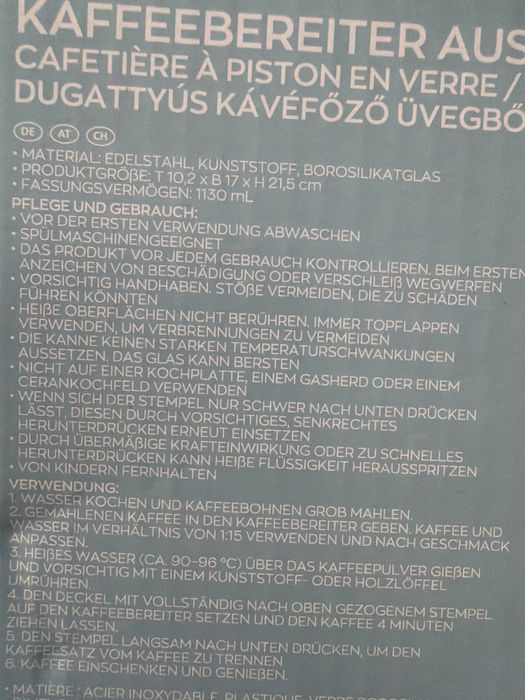 KAFFEEBEREITER AUS
CAFETIÈRE À PISTON EN VERRE /
DUGATTYÚS KÁVÉFŐZŐ ÜVEGBŐ
DE AT CH
• MATERIAL: EDELSTAHL, KUNSTSTOFF, BOROSILIKATGLAS
• PRODUKTGRÖẞE: T 10,2 x B 17 x H 21,5 cm
• FASSUNGSVERMÖGEN: 1130 mL
PFLEGE UND GEBRAUCH:
• VOR DER ERSTEN VERWENDUNG ABWASCHEN
• SPÜLMASCHINENGEEIGNET
• DAS PRODUKT VOR JEDEM GEBRAUCH KONTROLLIEREN. BEIM ERSTEN
ANZEICHEN VON BESCHÄDIGUNG ODER VERSCHLEIẞ WEGWERFEN
• VORSICHTIG HANDHABEN. STÖẞE VERMEIDEN, DIE ZU SCHÄDEN
FÜHREN KÖNNTEN
• HEIẞE OBERFLÄCHEN NICHT BERÜHREN. IMMER TOPFLAPPEN
VERWENDEN, UM VERBRENNUNGEN ZU VERMEIDEN
• DIE KANNE KEINEN STARKEN TEMPERATURSCHWANKUNGEN
AUSSETZEN, DAS GLAS KANN BERSTEN
• NICHT AUF EINER KOCHPLATTE, EINEM GASHERD ODER EINEM
CERANKOCHFELD VERWENDEN
• WENN SICH DER STEMPEL NUR SCHWER NACH UNTEN DRÜCKEN
LÄSST, DIESEN DURCH VORSICHTIGES, SENKRECHTES
HERUNTERDRÜCKEN ERNEUT EINSETZEN
• DURCH ÜBERMÄẞIGE KRAFTEINWIRKUNG ODER ZU SCHNELLES
HERUNTERDRÜCKEN KANN HEIẞE FLÜSSIGKEIT HERAUSSPRITZEN
• VON KINDERN FERNHALTEN
VERWENDUNG:
1. WASSER KOCHEN UND KAFFEEBOHNEN GROB MAHLEN.
2. GEMAHLENEN KAFFEE IN DEN KAFFEEBEREITER GEBEN. KAFFEE UND
WASSER IM VERHÄLTNIS VON 1:15 VERWENDEN UND NACH GESCHMACK
ANPASSEN.
3. HEIẞES WASSER (CA. 90–96 °C) ÜBER DAS KAFFEEPULVER GIEẞEN
UND VORSICHTIG MIT EINEM KUNSTSTOFF- ODER HOLZLÖFFEL
UMRÜHREN.
4. DEN DECKEL MIT VOLLSTÄNDIG NACH OBEN GEZOGENEM STEMPEL
AUF DEN KAFFEEBEREITER SETZEN UND DEN KAFFEE 4 MINUTEN
ZIEHEN LASSEN.
5. DEN STEMPEL LANGSAM NACH UNTEN DRÜCKEN, UM DEN
KAFFEESATZ VOM KAFFEE ZU TRENNEN
6. KAFFEE EINSCHENKEN UND GENIEẞEN.
• MATIÈRE : ACIER INOXYDABLE, PLASTIQUE, VERRE